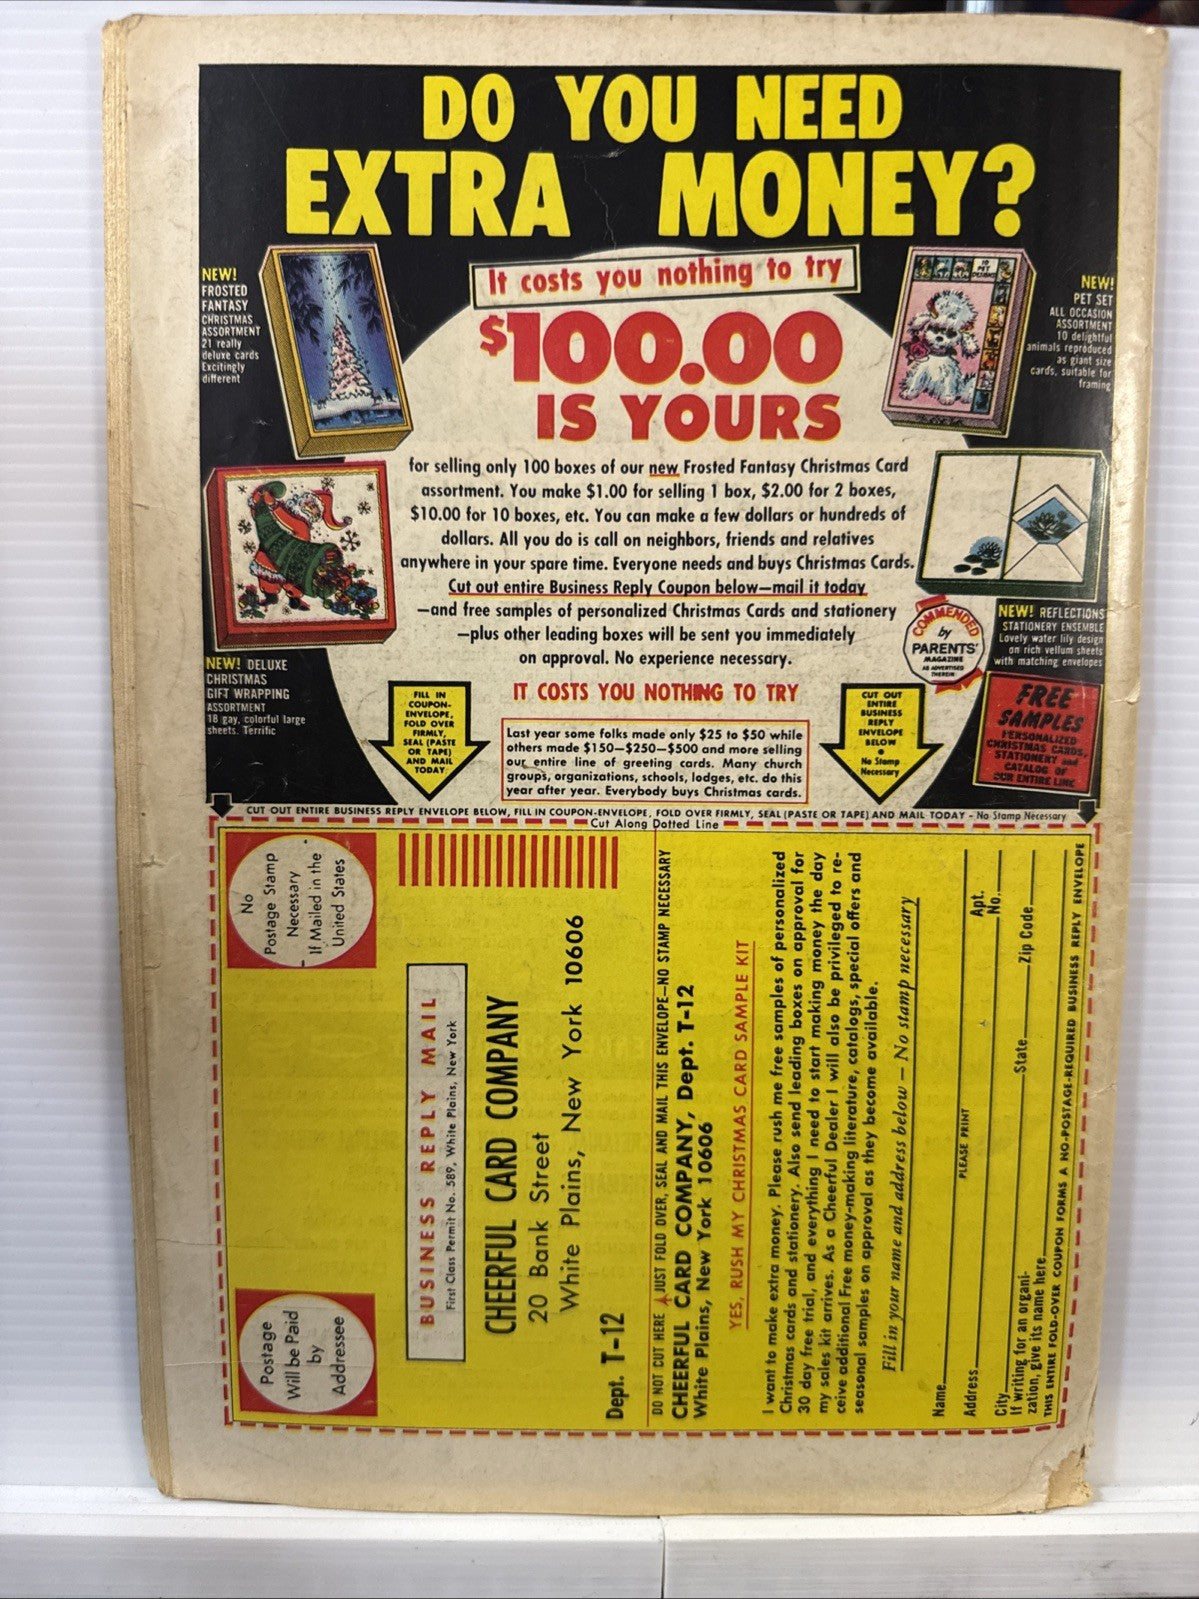 DO YOU NEED
EXTRA MONEY?
It costs you nothing to try
$100.00
IS YOURS
NEW!
FROSTED
FANTASY
CHRISTMAS
ASSORTMENT
21 really
deluxe cards
Excitingly
different
NEW!
PET SET
ALL OCCASION
ASSORTMENT
10 delightful
animals reproduced
as giant size
cards, suitable for
framing
for selling only 100 boxes of our new Frosted Fantasy Christmas Card
assortment. You make $1.00 for selling 1 box, $2.00 for 2 boxes,
$10.00 for 10 boxes, etc. You can make a few dollars or hundreds of
dollars. All you do is call on neighbors, friends and relatives
anywhere in your spare time. Everyone needs and buys Christmas Cards.
Cut out entire Business Reply Coupon below—mail it today
—and free samples of personalized Christmas Cards and stationery
—plus other leading boxes will be sent you immediately
on approval. No experience necessary.
IT COSTS YOU NOTHING TO TRY
NEW! DELUXE
CHRISTMAS
GIFT WRAPPING
ASSORTMENT
18 gay, colorful large
sheets. Terrific
COMMENDED
by
PARENTS'
MAGAZINE
AS ADVERTISED
THEREIN
NEW! REFLECTIONS
STATIONERY ENSEMBLE
Lovely water lily design
on rich vellum sheets
with matching envelopes
FREE
SAMPLES
PERSONALIZED
CHRISTMAS CARDS,
STATIONERY and
CATALOG OF
OUR ENTIRE LINE
FILL IN
COUPON-
ENVELOPE,
FOLD OVER
FIRMLY,
SEAL (PASTE
OR TAPE)
AND MAIL
TODAY
Last year some folks made only $25 to $50 while
others made $150—$250—$500 and more selling
our entire line of greeting cards. Many church
groups, organizations, schools, lodges, etc. do this
year after year. Everybody buys Christmas cards.
CUT OUT
ENTIRE
BUSINESS
REPLY
ENVELOPE
BELOW
No Stamp
Necessary
CUT OUT ENTIRE BUSINESS REPLY ENVELOPE BELOW, FILL IN COUPON-ENVELOPE, FOLD OVER FIRMLY, SEAL (PASTE OR TAPE) AND MAIL TODAY - No Stamp Necessary
Cut Along Dotted Line
No
Postage Stamp
Necessary
If Mailed in the
United States
Postage
Will be Paid
by
Addressee
BUSINESS REPLY MAIL
First Class Permit No. 589, White Plains, New York
CHEERFUL CARD COMPANY
20 Bank Street
White Plains, New York 10606
Dept. T-12
DO NOT CUT HERE JUST FOLD OVER, SEAL AND MAIL THIS ENVELOPE—NO STAMP NECESSARY
CHEERFUL CARD COMPANY, Dept. T-12
White Plains, New York 10606
YES, RUSH MY CHRISTMAS CARD SAMPLE KIT
I want to make extra money. Please rush me free samples of personalized
Christmas cards and stationery. Also send leading boxes on approval for
30 day free trial, and everything I need to start making money the day
my sales kit arrives. As a Cheerful Dealer I will also be privileged to re-
ceive additional Free money-making literature, catalogs, special offers and
seasonal samples on approval as they become available.
Fill in your name and address below — No stamp necessary
Name
PLEASE PRINT
Address Apt. No.
City State Zip Code
If writing for an organi-
zation, give its name here
THIS ENTIRE FOLD-OVER COUPON FORMS A NO-POSTAGE-REQUIRED BUSINESS REPLY ENVELOPE